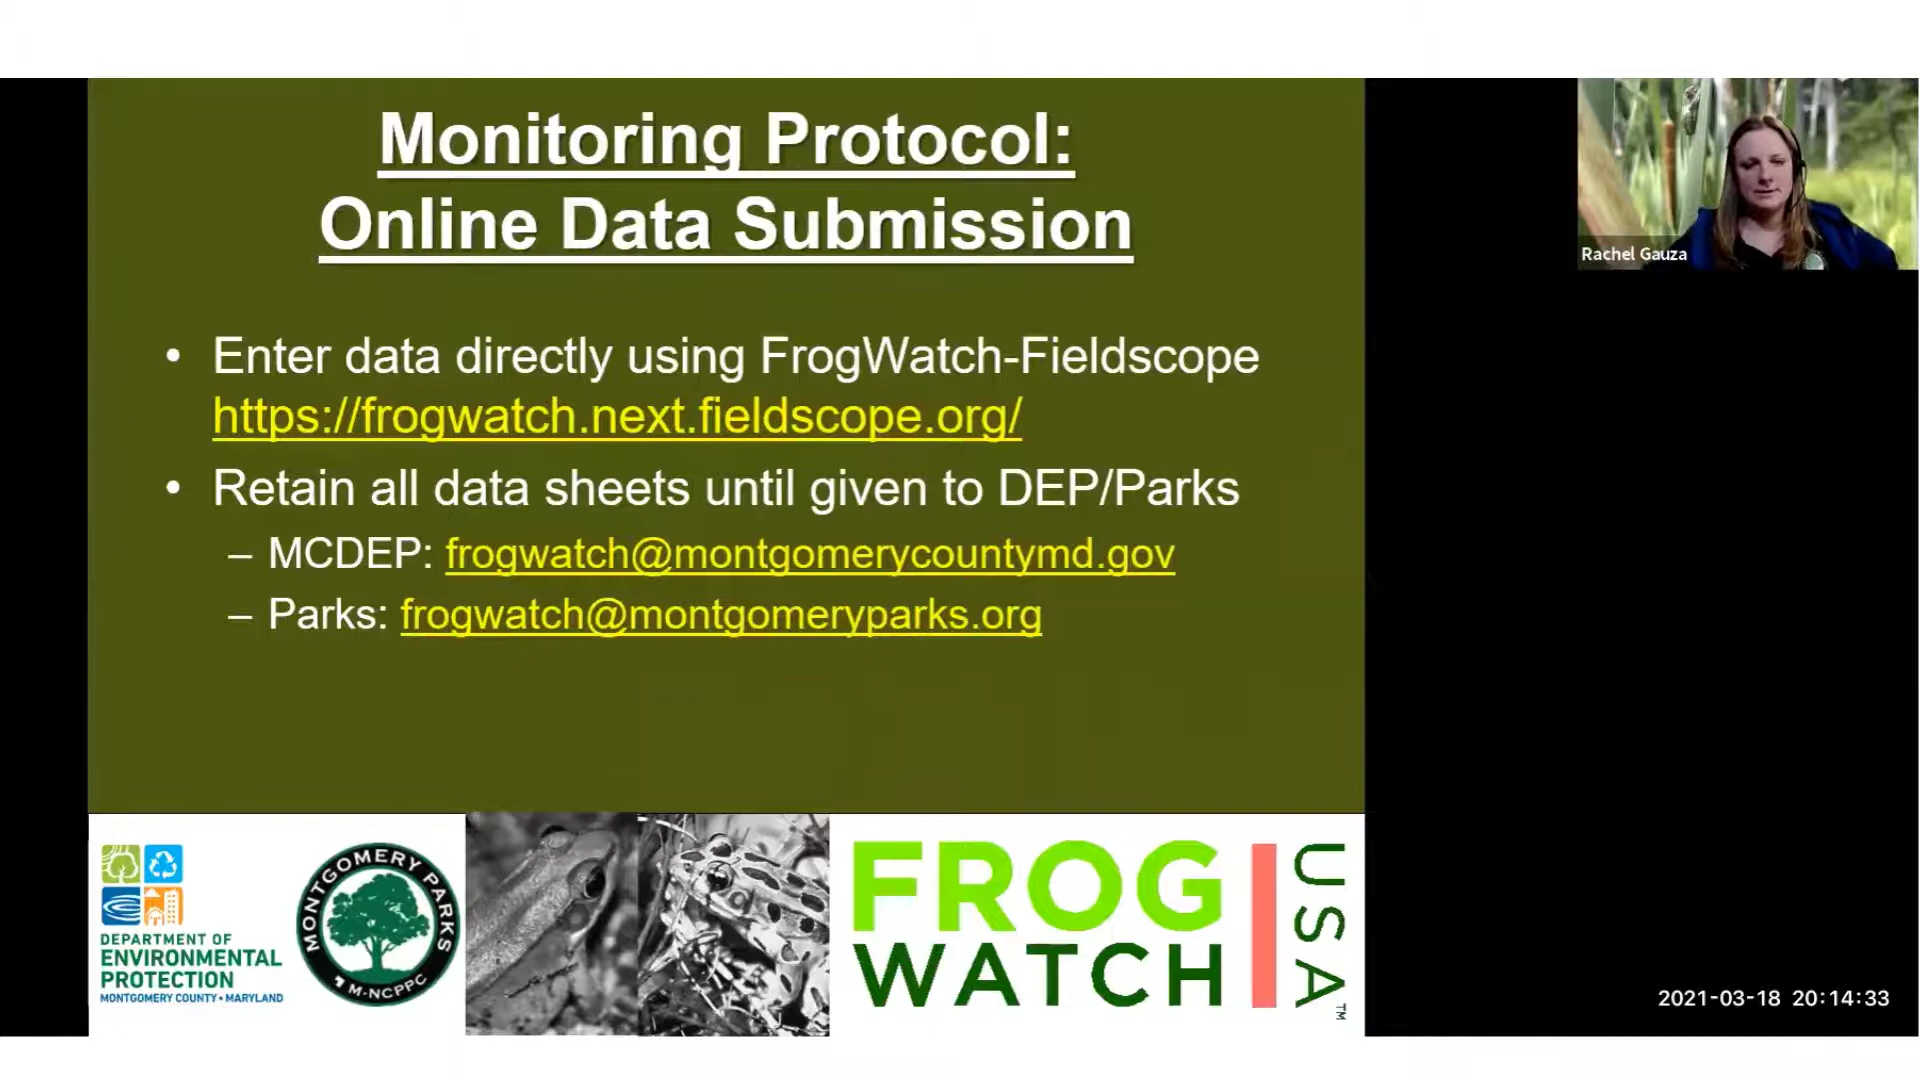 Monitoring Protocol:
Online Data Submission
• Enter data directly using FrogWatch-Fieldscope
https://frogwatch.next.fieldscope.org/
• Retain all data sheets until given to DEP/Parks
– MCDEP: frogwatch@montgomerycountymd.gov
– Parks: frogwatch@montgomeryparks.org
Rachel Gauza
DEPARTMENT OF
ENVIRONMENTAL
PROTECTION
MONTGOMERY COUNTY • MARYLAND
MONTGOMERY PARKS
M-NCPPC
FROG
WATCH
USA™
2021-03-18 20:14:33